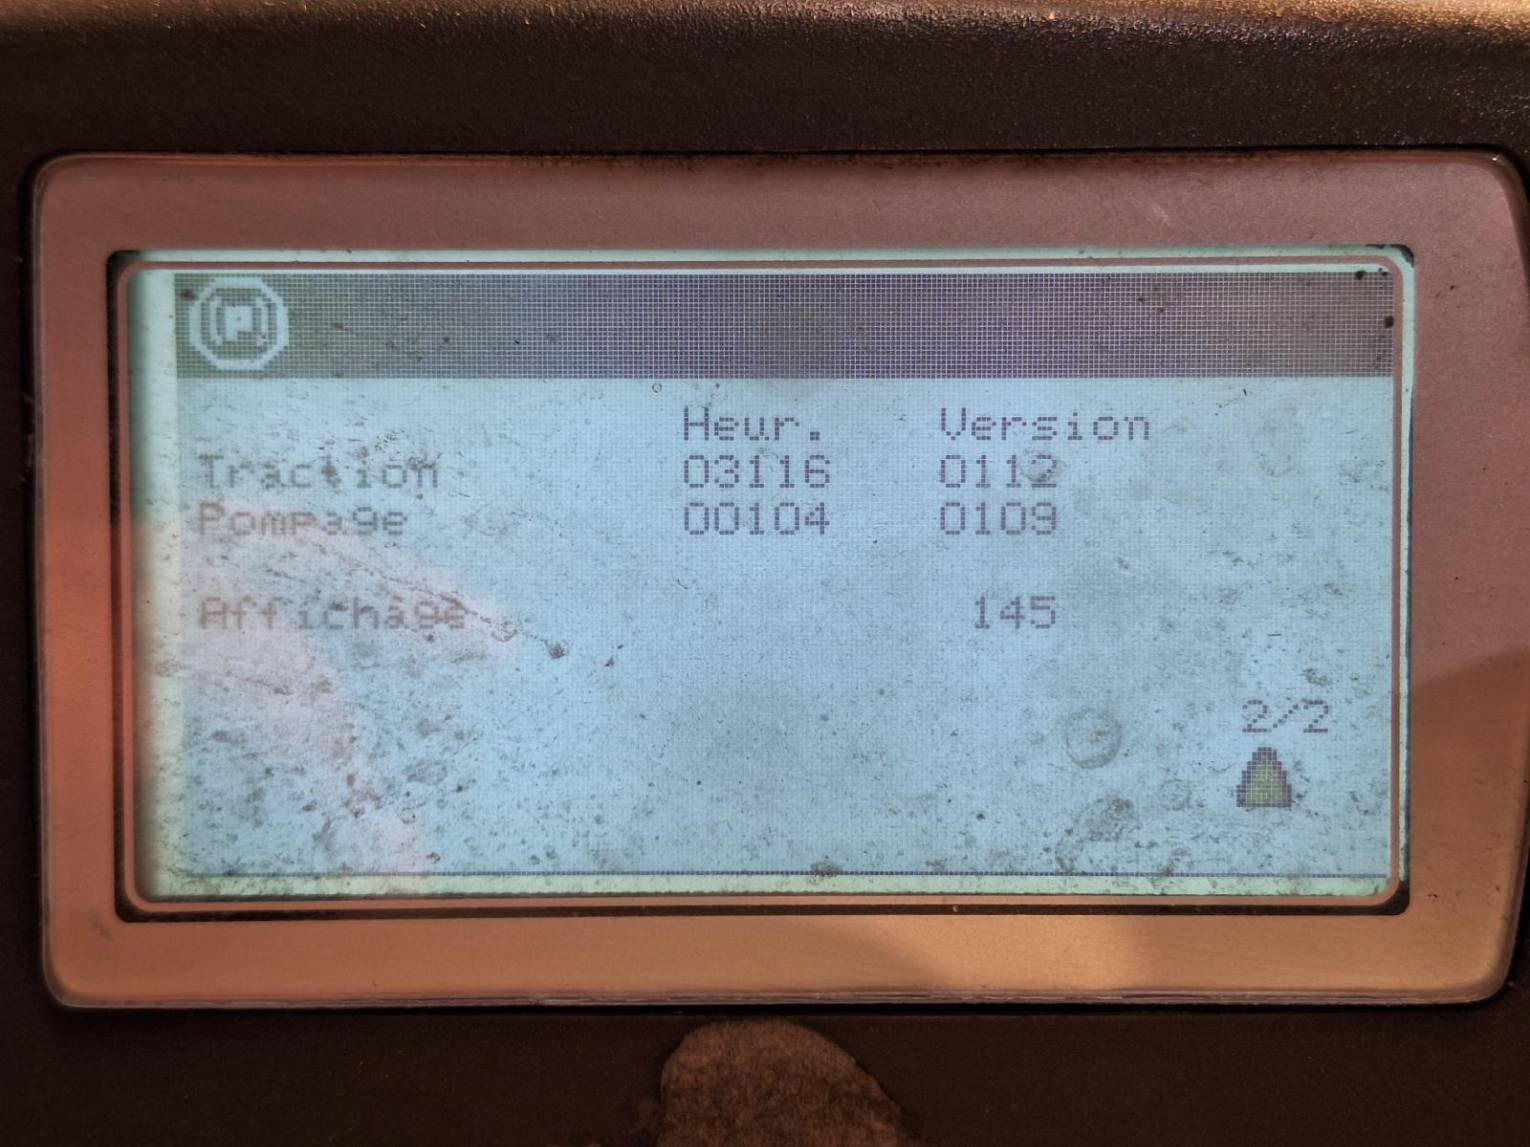 (P)
Heur. Version
Traction 03116 0112
Pompage 00104 0109
Affichage 145
2/2